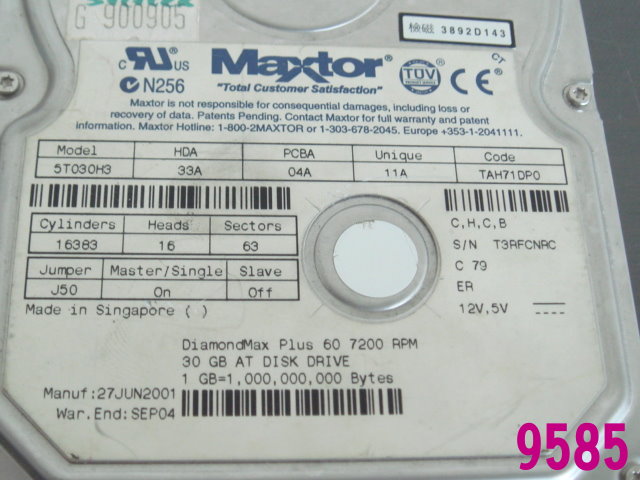 G 900905
檢磁 3892D143
c RU US
N256
Maxtor
"Total Customer Satisfaction"
TÜV
CE
CT
Maxtor is not responsible for consequential damages, including loss or
recovery of data. Patents Pending. Contact Maxtor for full warranty and patent
information. Maxtor Hotline: 1-800-2MAXTOR or 1-303-678-2045. Europe +353-1-2041111.
Model HDA PCBA Unique Code
5T030H3 33A 04A 11A TAH71DP0
Cylinders Heads Sectors
16383 16 63
Jumper Master/Single Slave
J50 On Off
Made in Singapore ( )
C,H,C,B
S/N T3RFCNRC
C 79
ER
12V,5V
DiamondMax Plus 60 7200 RPM
30 GB AT DISK DRIVE
1 GB=1,000,000,000 Bytes
Manuf:27JUN2001
War.End:SEP04
9585